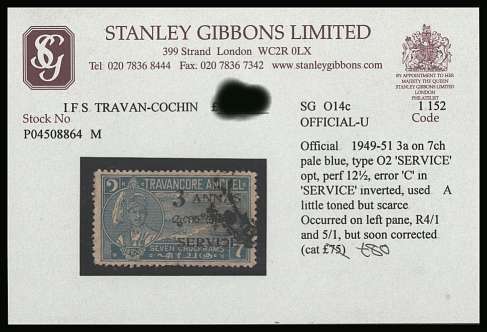 STANLEY GIBBONS LIMITED
399 Strand London WC2R 0LX
Tel: 020 7836 8444 Fax: 020 7836 7342 www.stanleygibbons.com
SG
BY APPOINTMENT TO HER
MAJESTY THE QUEEN
STANLEY GIBBONS LTD
LONDON
PHILATELIST
I F S TRAVAN-COCHIN £
SG O14c 1 152
Stock No
OFFICIAL-U Code
P04508864 M
Official 1949-51 3a on 7ch
pale blue, type O2 'SERVICE'
opt, perf 12½, error 'C' in
'SERVICE' inverted, used A
little toned but scarce
Occurred on left pane, R4/1
and 5/1, but soon corrected
(cat £75) £80
TRAVANCORE ANCHEL
3 ANNAS
SERVICE
SEVEN CHUCKRAMS
7